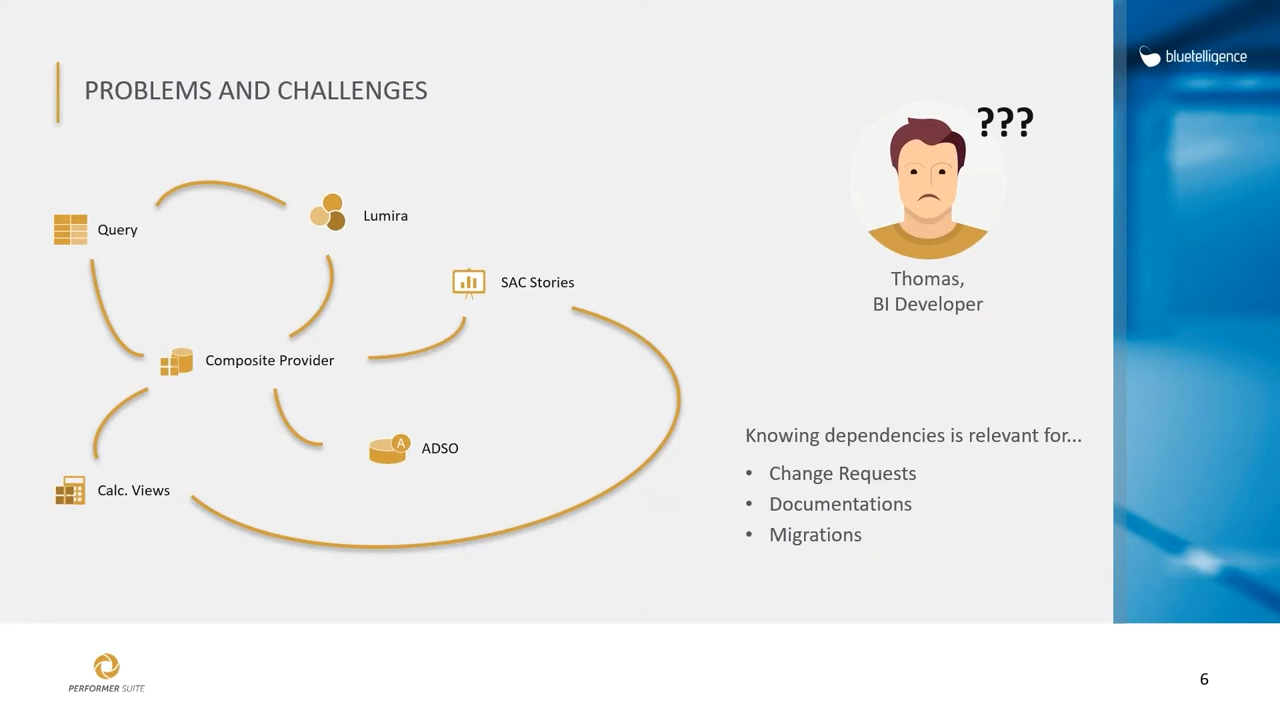 PROBLEMS AND CHALLENGES
bluetelligence
???
Query
Lumira
SAC Stories
Thomas,
BI Developer
Composite Provider
Knowing dependencies is relevant for...
A
ADSO
• Change Requests
Calc. Views
• Documentations
• Migrations
PERFORMER SUITE
6